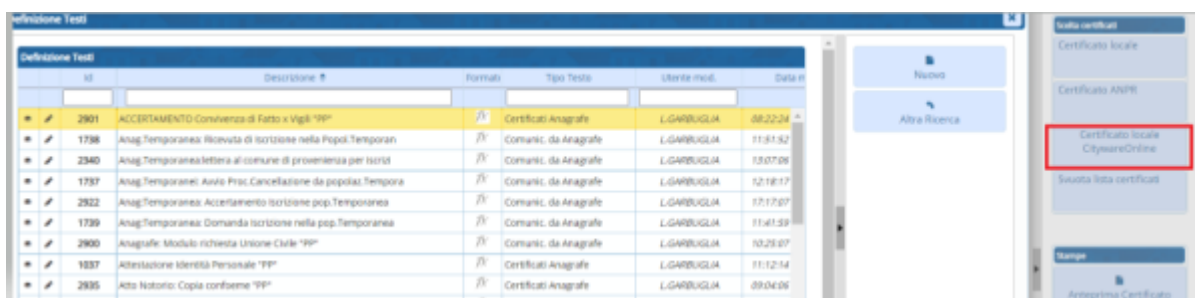 efinizione Testi
Scelta certificati
Certificato locale
Definizione Testi
Id Descrizione Formati Tipo Testo Utente mod. Data
Nuovo
Certificato ANPR
2901 ACCERTAMENTO Convivenza di Fatto x Vigili "PP" Certificati Anagrafe L.GARBUGLIA 08:22:24
Altra Ricerca
1738 Anag.Temporanea: Ricevuta di Iscrizione nella Popol.Temporan Comunic. da Anagrafe L.GARBUGLIA 11:51:52
Certificato locale
CitywareOnline
2340 Anag.Temporanea:lettera al comune di provenienza per iscrizi Comunic. da Anagrafe L.GARBUGLIA 13:07:06
1737 Anag.Temporanei: Avvio Proc.Cancellazione da popolaz.Tempora Comunic. da Anagrafe L.GARBUGLIA 12:18:17
Svuota lista certificati
2922 Anag:Temporanea: Accertamento Iscrizione pop.Temporanea Comunic. da Anagrafe L.GARBUGLIA 17:17:07
1739 Anag:Temporanea: Domanda Iscrizione nella pop.Temporanea Comunic. da Anagrafe L.GARBUGLIA 11:41:59
2900 Anagrafe: Modulo richiesta Unione Civile "PP" Comunic. da Anagrafe L.GARBUGLIA 10:25:07
Stampe
1037 Attestazione Identità Personale "PP" Certificati Anagrafe L.GARBUGLIA 11:12:14
2935 Atto Notorio: Copia conforme "PP" Certificati Anagrafe L.GARBUGLIA 09:04:06
Anteprima Certificato